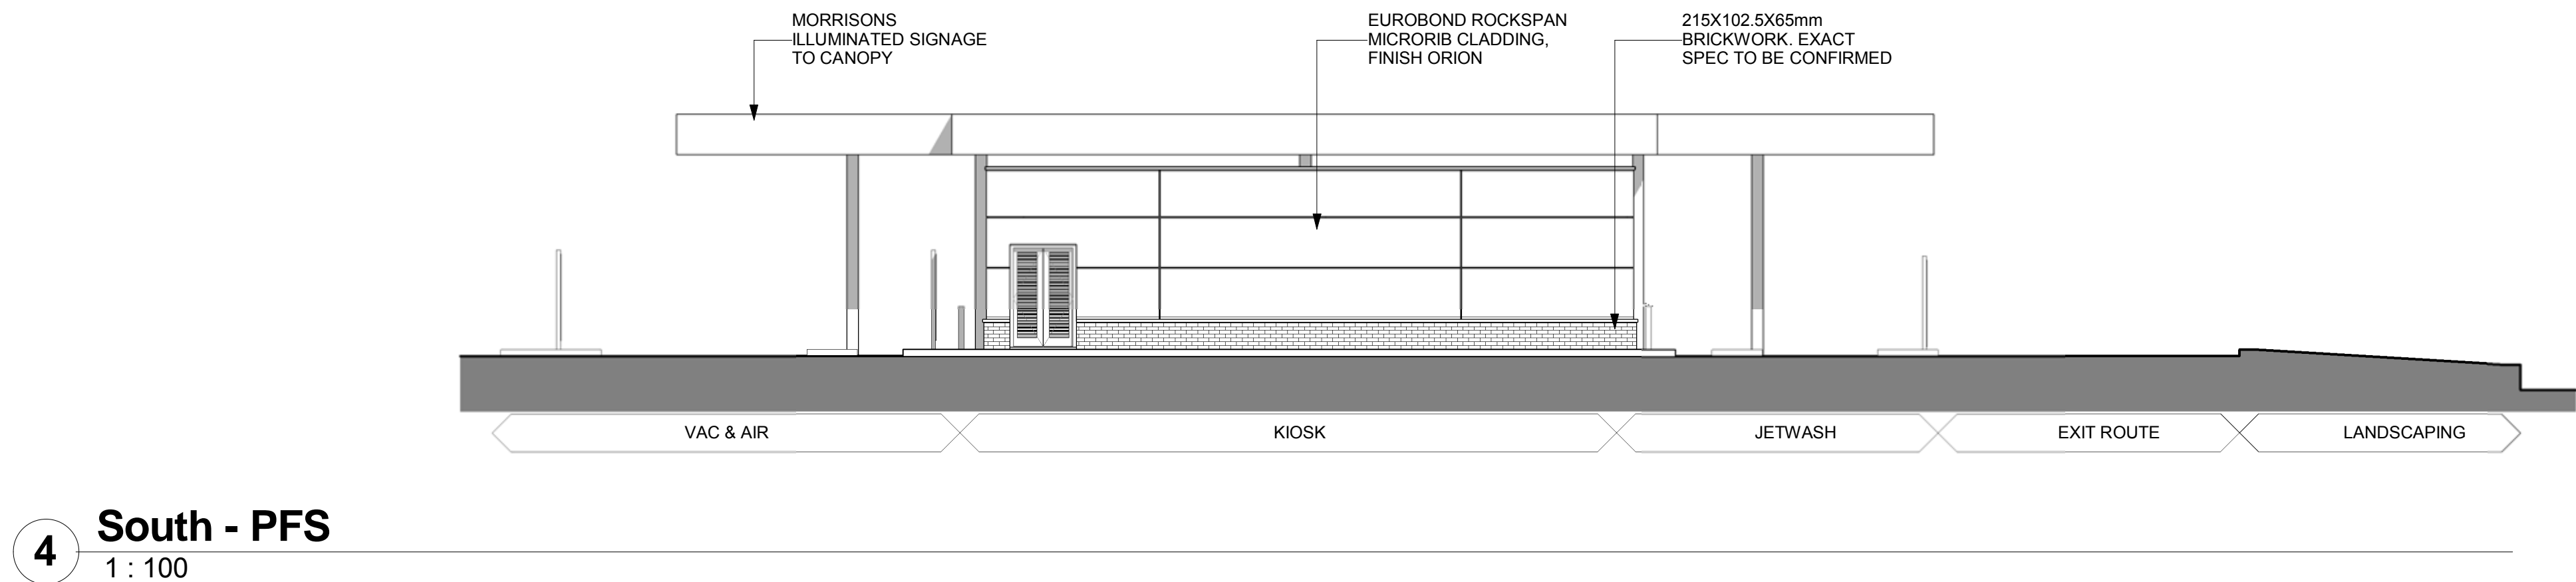 MORRISONS
ILLUMINATED SIGNAGE
TO CANOPY
EUROBOND ROCKSPAN
MICRORIB CLADDING,
FINISH ORION
215X102.5X65mm
BRICKWORK. EXACT
SPEC TO BE CONFIRMED
VAC & AIR
KIOSK
JETWASH
EXIT ROUTE
LANDSCAPING
4
South - PFS
1 : 100